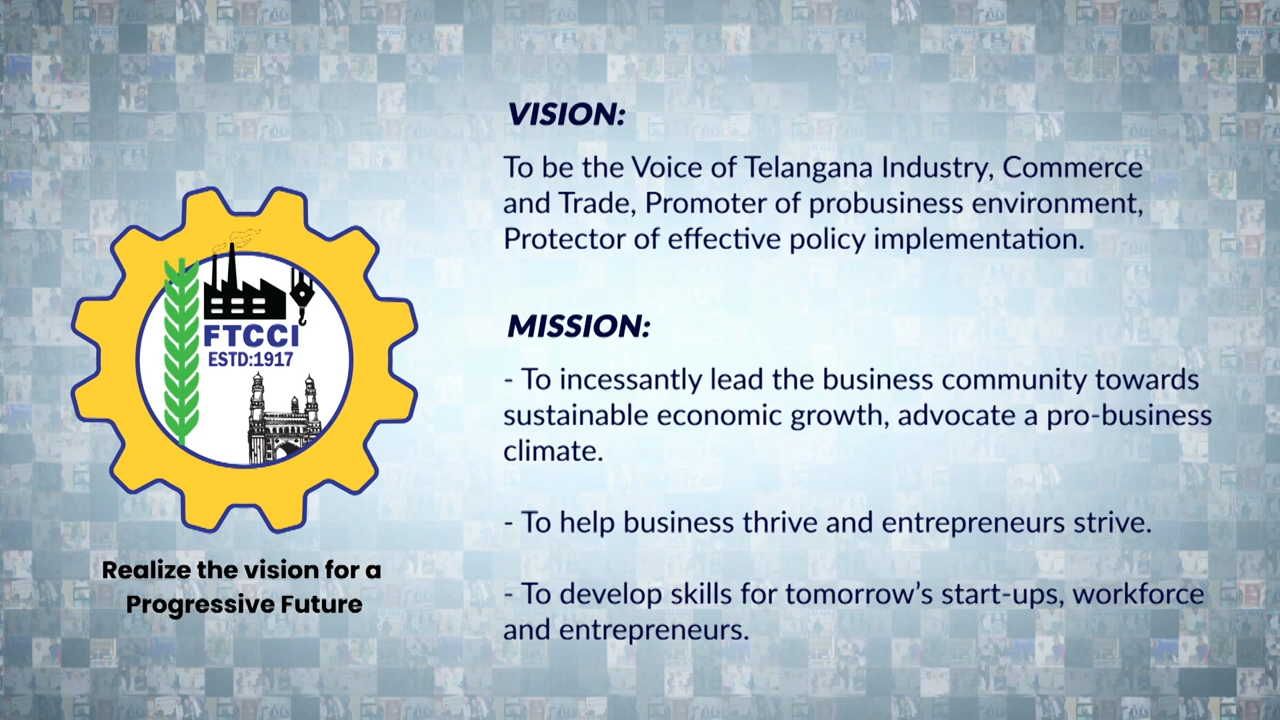 FTCCI
ESTD:1917
Realize the vision for a
Progressive Future
VISION:
To be the Voice of Telangana Industry, Commerce
and Trade, Promoter of probusiness environment,
Protector of effective policy implementation.
MISSION:
- To incessantly lead the business community towards
sustainable economic growth, advocate a pro-business
climate.
- To help business thrive and entrepreneurs strive.
- To develop skills for tomorrow’s start-ups, workforce
and entrepreneurs.